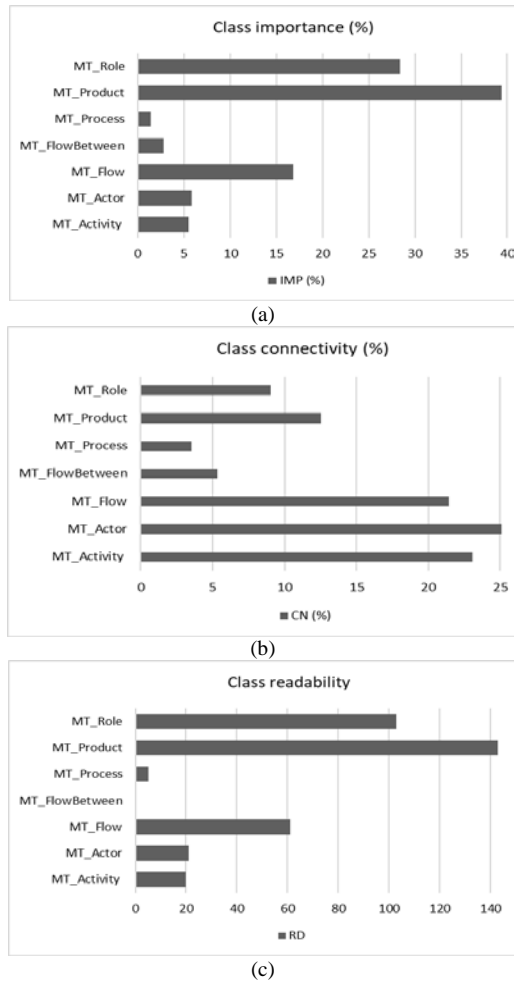 Class importance (%)
MT_Role
MT_Product
MT_Process
MT_FlowBetween
MT_Flow
MT_Actor
MT_Activity
0 5 10 15 20 25 30 35 40
IMP (%)
(a)
Class connectivity (%)
MT_Role
MT_Product
MT_Process
MT_FlowBetween
MT_Flow
MT_Actor
MT_Activity
0 5 10 15 20 25
CN (%)
(b)
Class readability
MT_Role
MT_Product
MT_Process
MT_FlowBetween
MT_Flow
MT_Actor
MT_Activity
0 20 40 60 80 100 120 140
RD
(c)